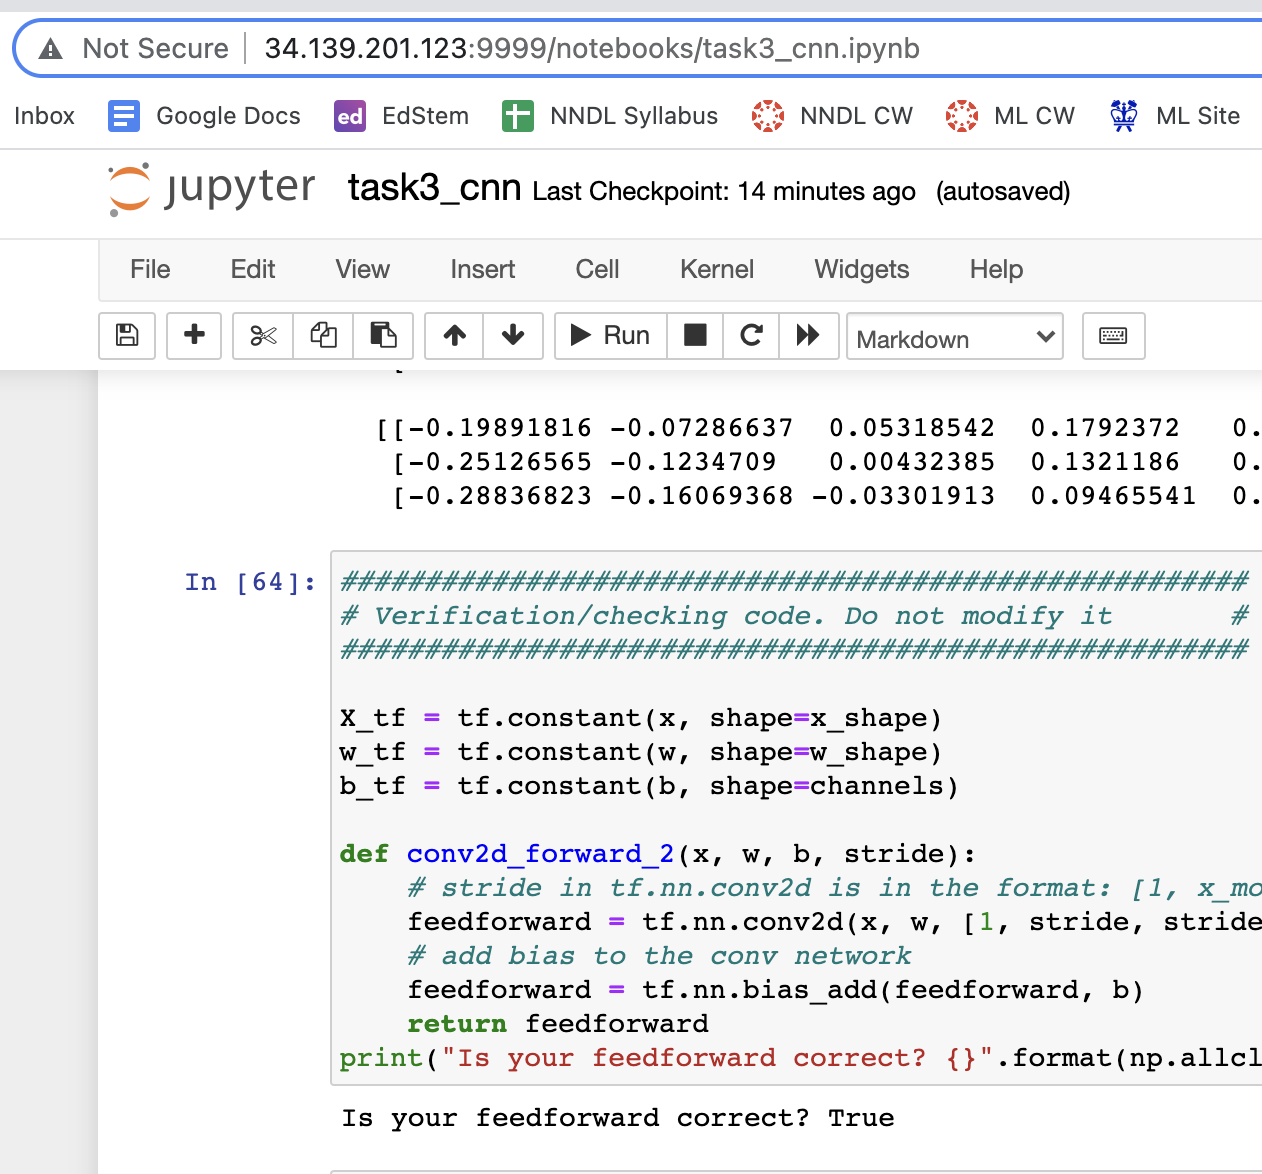 Not Secure 34.139.201.123:9999/notebooks/task3_cnn.ipynb
Inbox Google Docs ed EdStem NNDL Syllabus NNDL CW ML CW ML Site
jupyter task3_cnn Last Checkpoint: 14 minutes ago (autosaved)
File Edit View Insert Cell Kernel Widgets Help
Run Markdown
[[-0.19891816 -0.07286637 0.05318542 0.1792372 0.
[-0.25126565 -0.1234709 0.00432385 0.1321186 0.
[-0.28836823 -0.16069368 -0.03301913 0.09465541 0.
In [64]: ######################################################
# Verification/checking code. Do not modify it #
######################################################
X_tf = tf.constant(x, shape=x_shape)
w_tf = tf.constant(w, shape=w_shape)
b_tf = tf.constant(b, shape=channels)
def conv2d_forward_2(x, w, b, stride):
# stride in tf.nn.conv2d is in the format: [1, x_mo
feedforward = tf.nn.conv2d(x, w, [1, stride, stride
# add bias to the conv network
feedforward = tf.nn.bias_add(feedforward, b)
return feedforward
print("Is your feedforward correct? {}".format(np.allcl
Is your feedforward correct? True